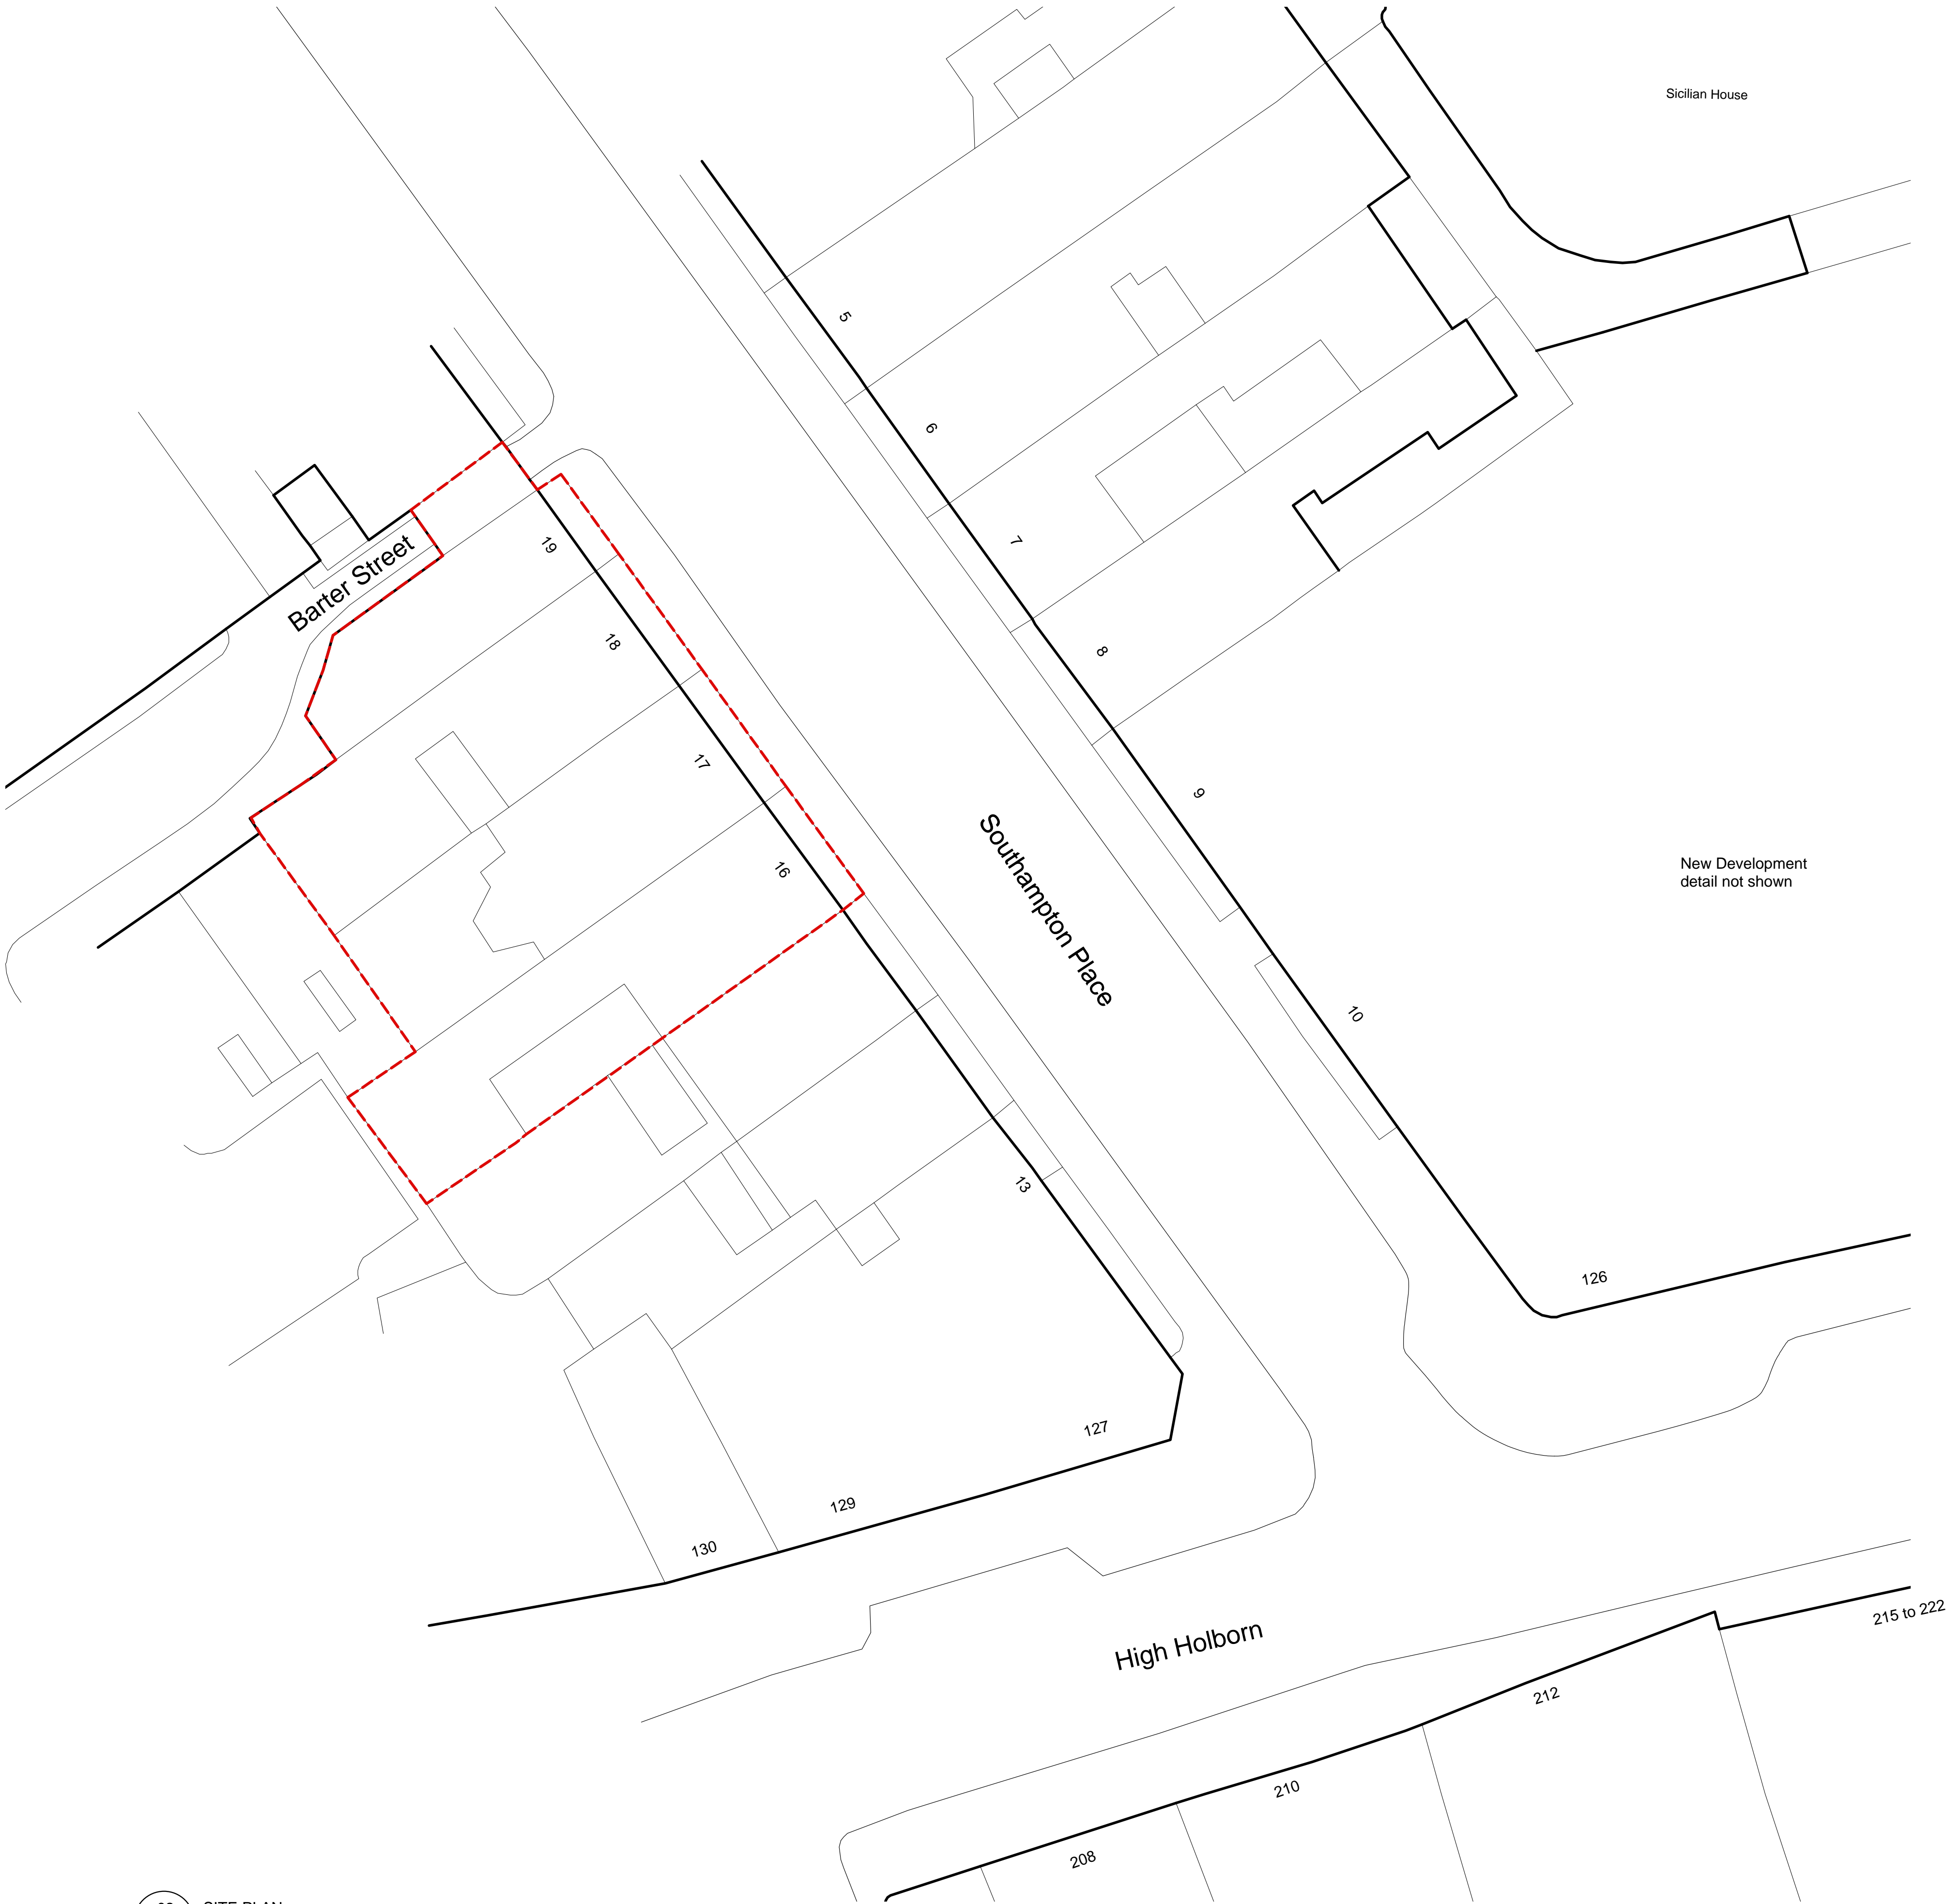 Sicilian House
5
6
Barter Street
19
7
18
8
17
9
Southampton Place
New Development
detail not shown
16
10
13
126
127
129
130
High Holborn
215 to 222
212
210
208